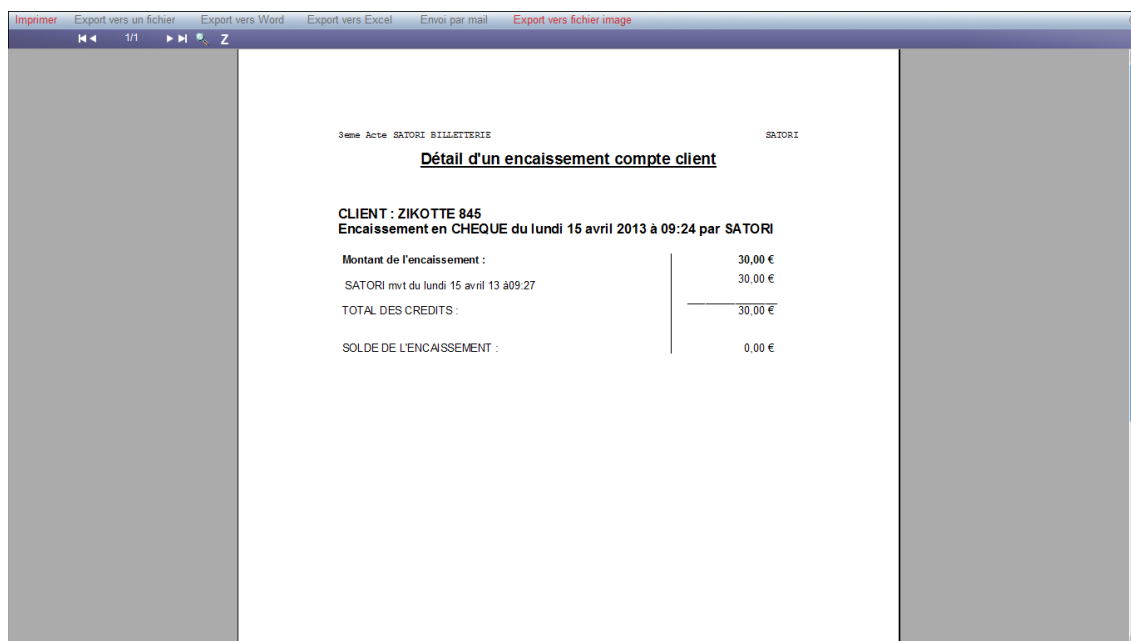 Imprimer Export vers un fichier Export vers Word Export vers Excel Envoi par mail Export vers fichier image
1/1 Z
3eme Acte SATORI BILLETTERIE SATORI
Détail d'un encaissement compte client
CLIENT : ZIKOTTE 845
Encaissement en CHEQUE du lundi 15 avril 2013 à 09:24 par SATORI
Montant de l'encaissement : 30,00 €
SATORI mvt du lundi 15 avril 13 à09:27 30,00 €
TOTAL DES CREDITS : 30,00 €
SOLDE DE L'ENCAISSEMENT : 0,00 €